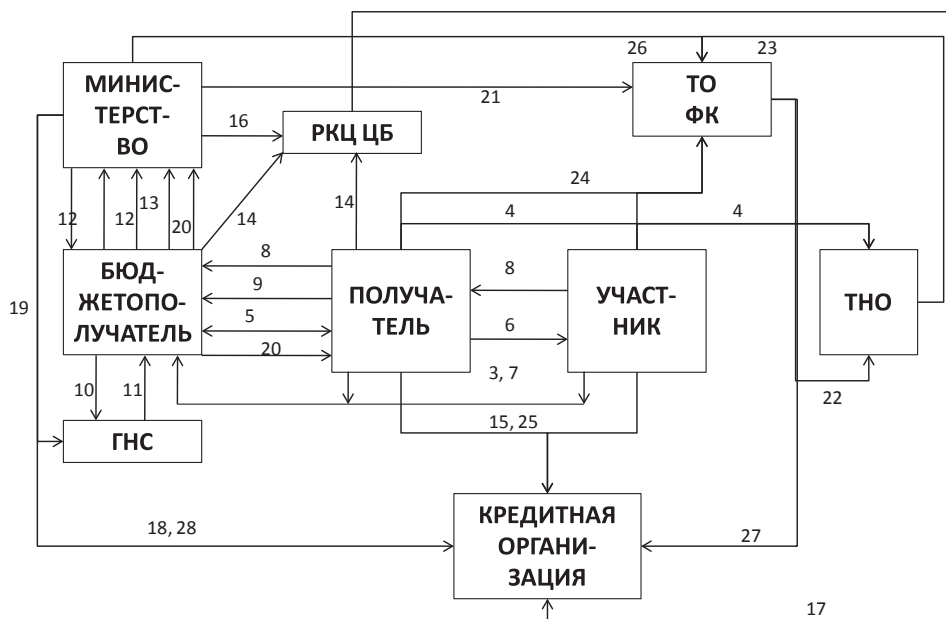 26
23
МИНИС-
ТЕРСТ-
ВО
ТО
ФК
21
16
РКЦ ЦБ
24
12
12
13
20
14
14
4
4
БЮД-
ЖЕТОПО-
ЛУЧАТЕЛЬ
8
9
5
20
ПОЛУЧА-
ТЕЛЬ
8
6
УЧАСТ-
НИК
ТНО
19
10
11
3, 7
22
15, 25
ГНС
КРЕДИТНАЯ
ОРГАНИ-
ЗАЦИЯ
18, 28
27
17